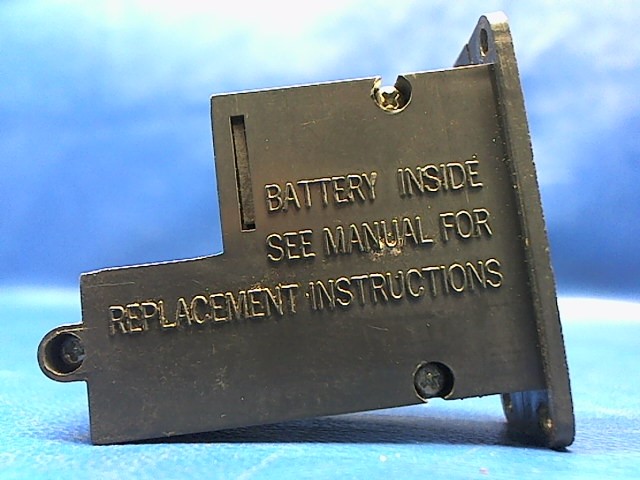 BATTERY INSIDE
SEE MANUAL FOR
REPLACEMENT INSTRUCTIONS